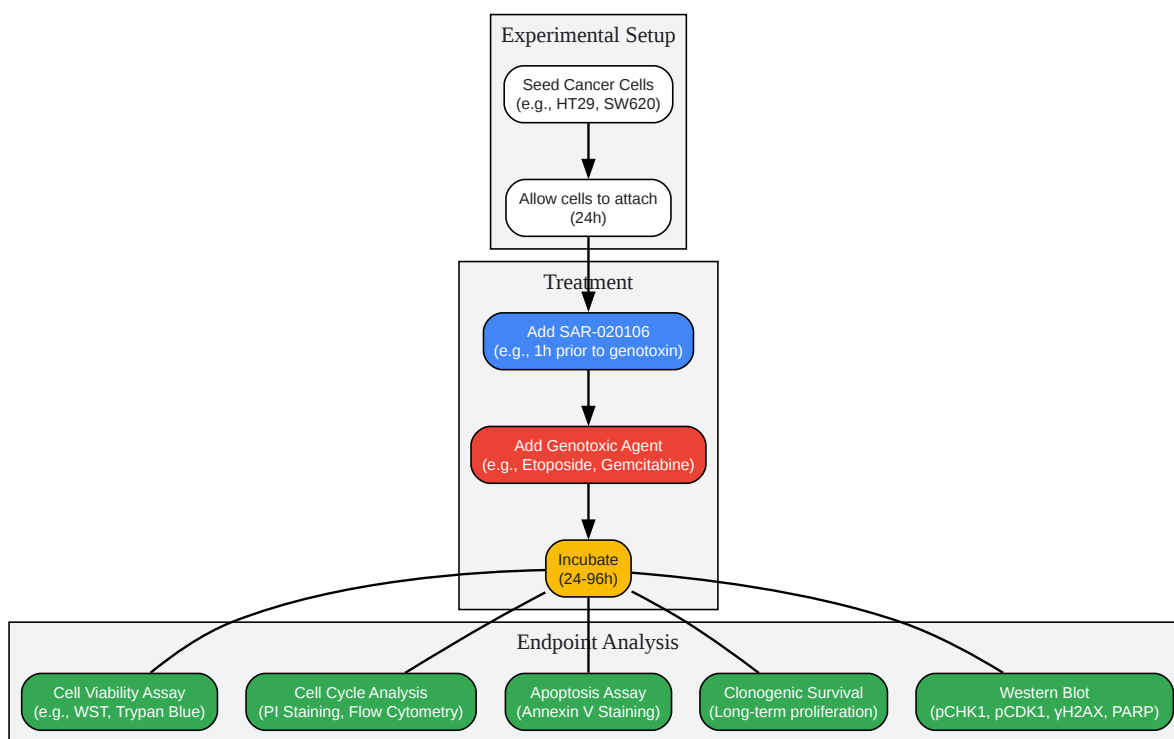 Experimental Setup
Seed Cancer Cells
(e.g., HT29, SW620)
Allow cells to attach
(24h)
Treatment
Add SAR-020106
(e.g., 1h prior to genotoxin)
Add Genotoxic Agent
(e.g., Etoposide, Gemcitabine)
Incubate
(24-96h)
Endpoint Analysis
Cell Viability Assay
(e.g., WST, Trypan Blue)
Cell Cycle Analysis
(PI Staining, Flow Cytometry)
Apoptosis Assay
(Annexin V Staining)
Clonogenic Survival
(Long-term proliferation)
Western Blot
(pCHK1, pCDK1, γH2AX, PARP)